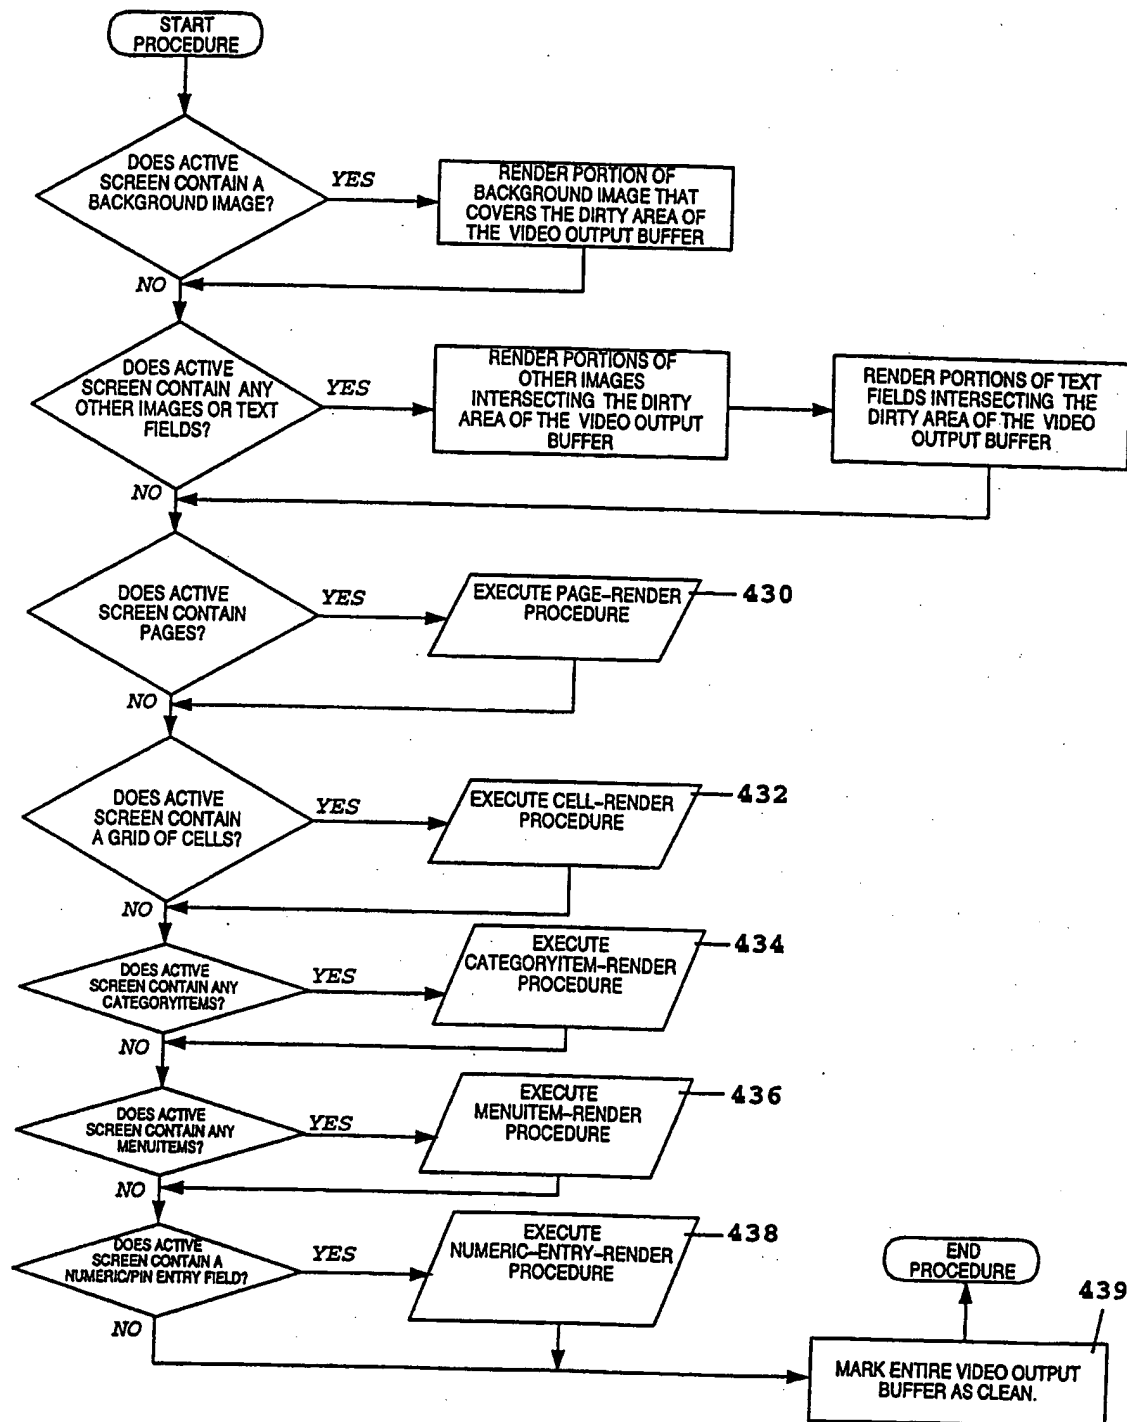 START
PROCEDURE
DOES ACTIVE
SCREEN CONTAIN A
BACKGROUND IMAGE?
YES
RENDER PORTION OF
BACKGROUND IMAGE THAT
COVERS THE DIRTY AREA OF
THE VIDEO OUTPUT BUFFER
NO
DOES ACTIVE
SCREEN CONTAIN ANY
OTHER IMAGES OR TEXT
FIELDS?
YES
RENDER PORTIONS OF
OTHER IMAGES
INTERSECTING THE DIRTY
AREA OF THE VIDEO OUTPUT
BUFFER
RENDER PORTIONS OF TEXT
FIELDS INTERSECTING THE
DIRTY AREA OF THE VIDEO
OUTPUT BUFFER
NO
DOES ACTIVE
SCREEN CONTAIN
PAGES?
YES
EXECUTE PAGE-RENDER
PROCEDURE
430
NO
DOES ACTIVE
SCREEN CONTAIN
A GRID OF CELLS?
YES
EXECUTE CELL-RENDER
PROCEDURE
432
NO
DOES ACTIVE
SCREEN CONTAIN ANY
CATEGORYITEMS?
YES
EXECUTE
CATEGORYITEM-RENDER
PROCEDURE
434
NO
DOES ACTIVE
SCREEN CONTAIN ANY
MENUITEMS?
YES
EXECUTE
MENUITEM-RENDER
PROCEDURE
436
NO
DOES ACTIVE
SCREEN CONTAIN A
NUMERIC/PIN ENTRY FIELD?
YES
EXECUTE
NUMERIC-ENTRY-RENDER
PROCEDURE
438
NO
END
PROCEDURE
439
MARK ENTIRE VIDEO OUTPUT
BUFFER AS CLEAN.